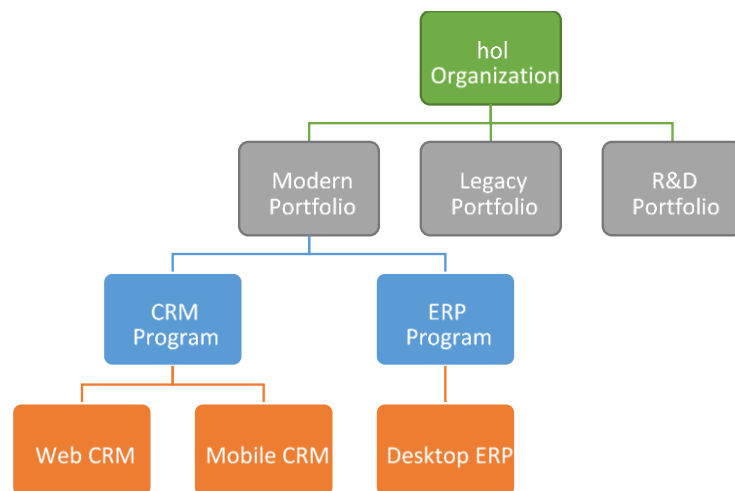 hol
Organization
Modern
Portfolio
Legacy
Portfolio
R&D
Portfolio
CRM
Program
ERP
Program
Web CRM
Mobile CRM
Desktop ERP